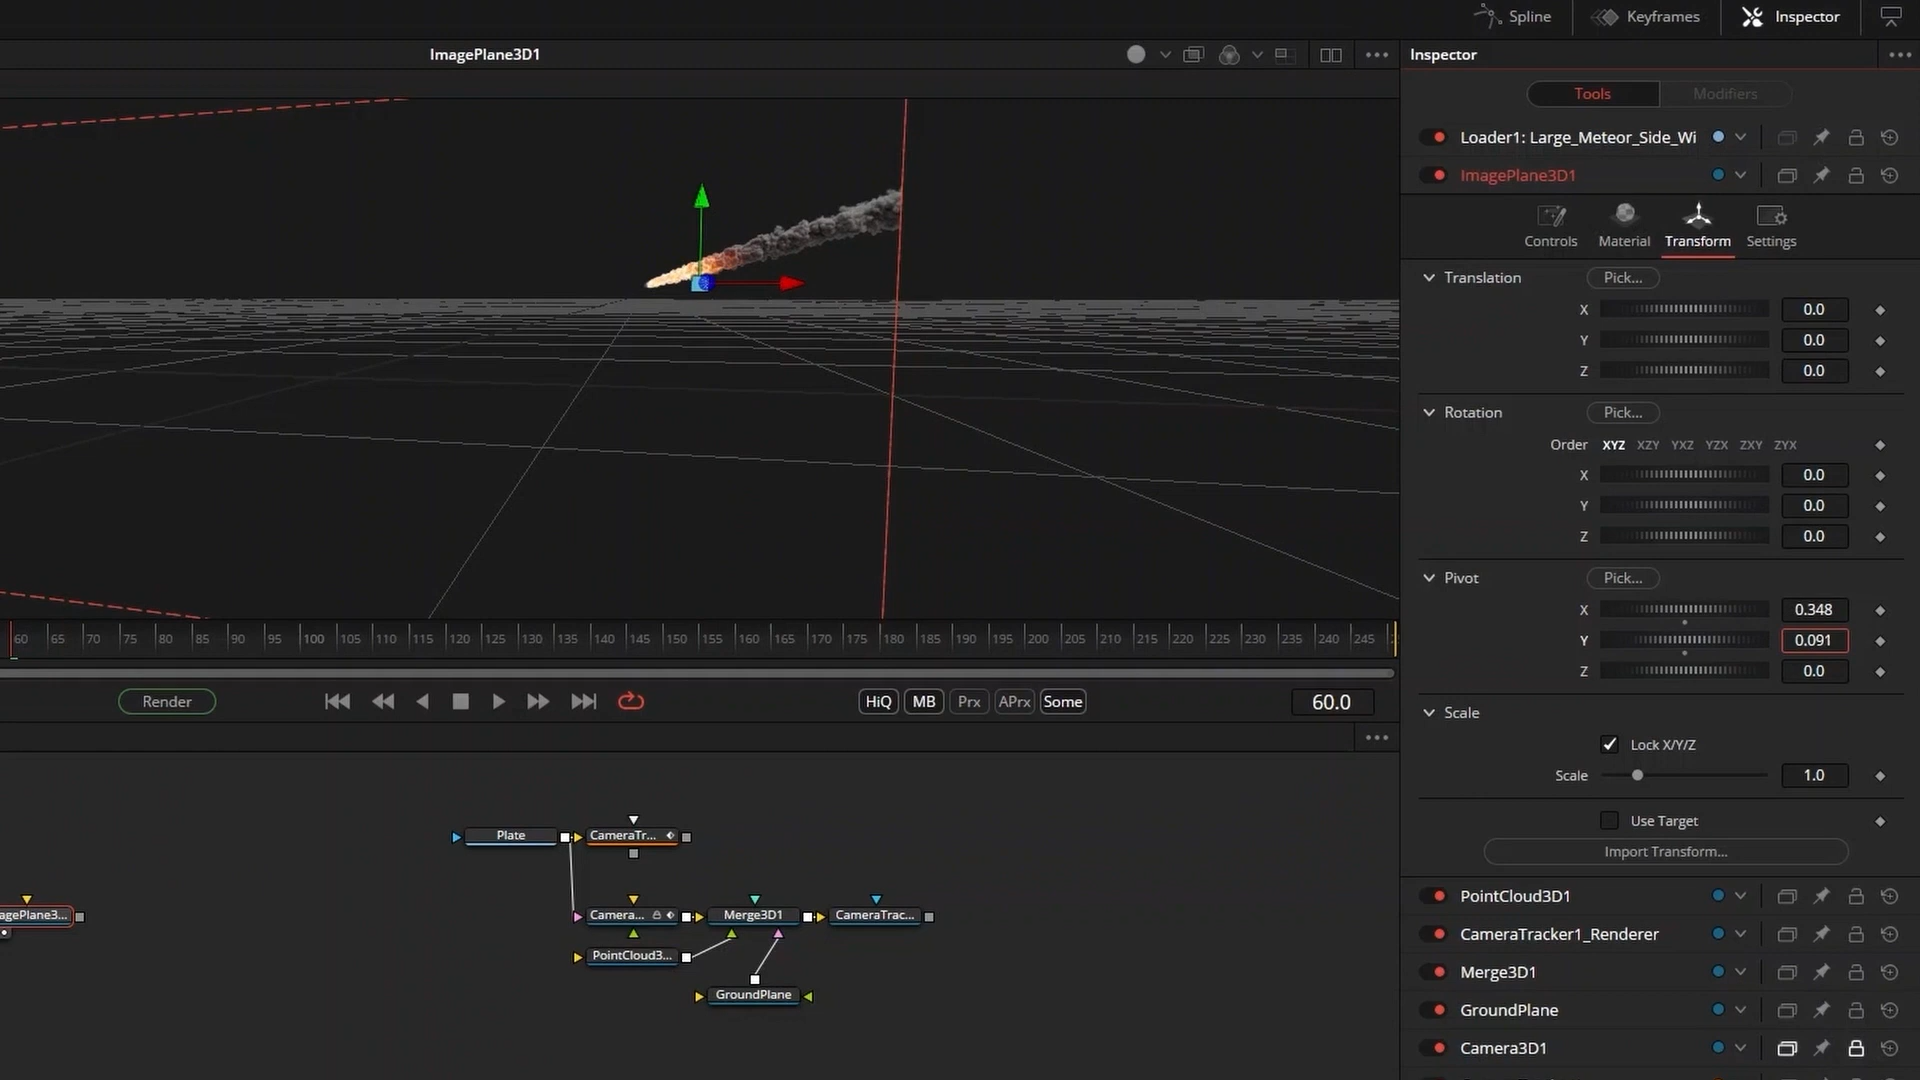 Spline
Keyframes
Inspector
ImagePlane3D1
Inspector
Tools
Modifiers
Loader1: Large_Meteor_Side_Wi
ImagePlane3D1
Controls
Material
Transform
Settings
Translation
Pick...
X
0.0
Y
0.0
Z
0.0
Rotation
Pick...
Order XYZ XZY YXZ YZX ZXY ZYX
X
0.0
Y
0.0
Z
0.0
Pivot
Pick...
X
0.348
Y
0.091
Z
0.0
Scale
Lock X/Y/Z
Scale
1.0
Use Target
Import Transform...
PointCloud3D1
CameraTracker1_Renderer
Merge3D1
GroundPlane
Camera3D1
60 65 70 75 80 85 90 95 100 105 110 115 120 125 130 135 140 145 150 155 160 165 170 175 180 185 190 195 200 205 210 215 220 225 230 235 240 245
Render
HiQ
MB
Prx
APrx
Some
60.0
Plate
CameraTr...
agePlane3...
Camera...
Merge3D1
CameraTrac...
PointCloud3...
GroundPlane